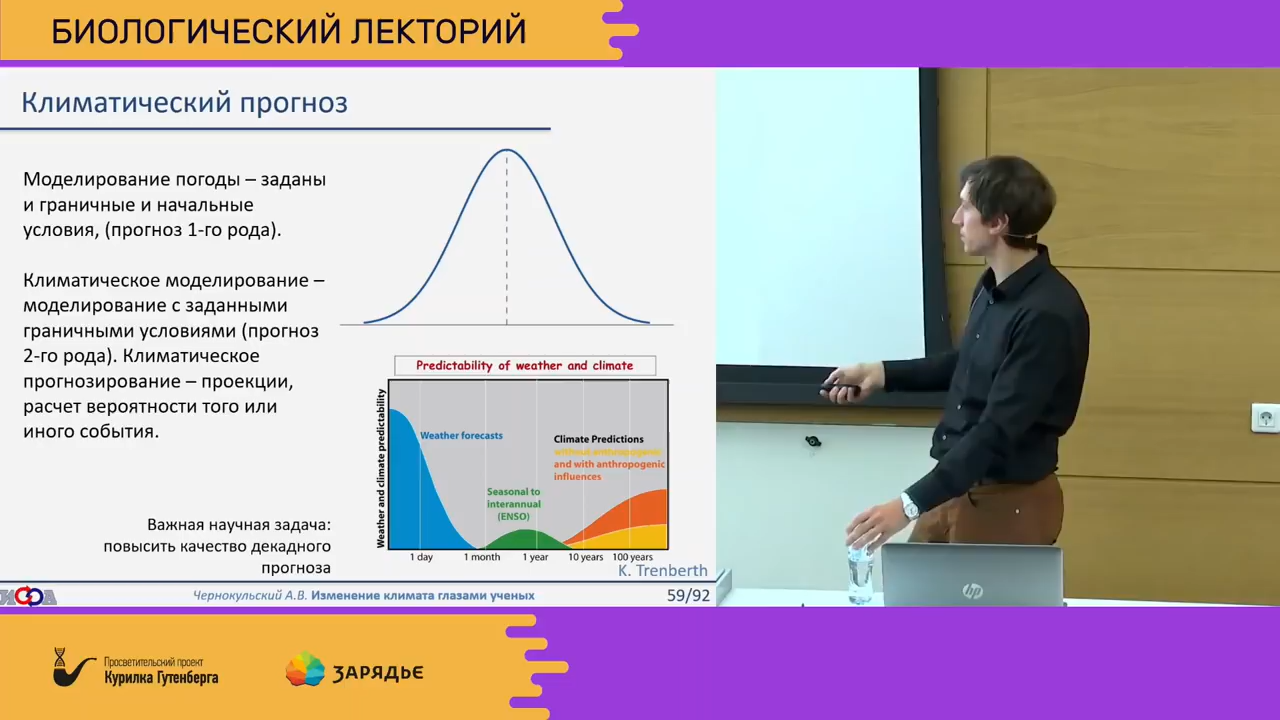 БИОЛОГИЧЕСКИЙ ЛЕКТОРИЙ
Климатический прогноз
Моделирование погоды – заданы
и граничные и начальные
условия, (прогноз 1-го рода).
Климатическое моделирование –
моделирование с заданными
граничными условиями (прогноз
2-го рода). Климатическое
прогнозирование – проекции,
расчет вероятности того или
иного события.
Важная научная задача:
повысить качество декадного
прогноза
Predictability of weather and climate
Weather and climate predictability
Weather forecasts
Seasonal to
interannual
(ENSO)
Climate Predictions
without anthropogenic
and with anthropogenic
influences
1 day
1 month
1 year
10 years
100 years
K. Trenberth
ИФА
Чернокульский А.В. Изменение климата глазами ученых
59/92
hp
Просветительский проект
Курилка Гутенберга
ЗАРЯДЬЕ